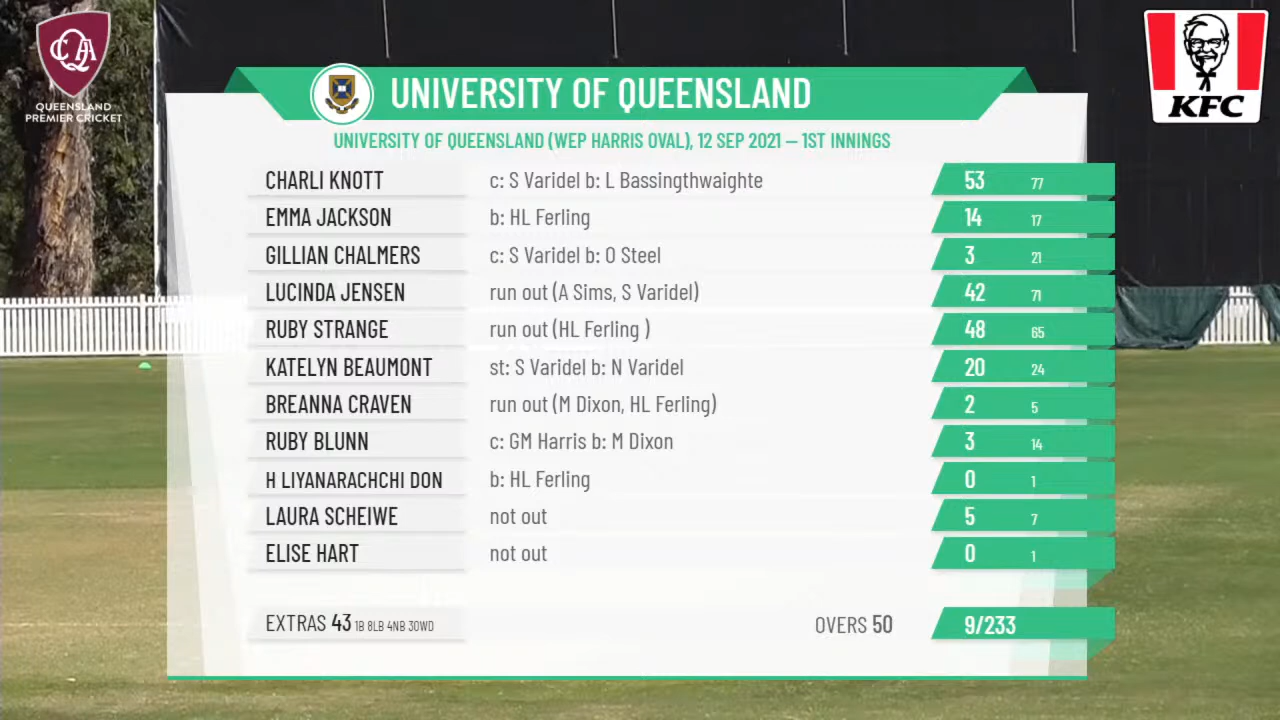 QUEENSLAND
PREMIER CRICKET
KFC
UNIVERSITY OF QUEENSLAND
UNIVERSITY OF QUEENSLAND (WEP HARRIS OVAL), 12 SEP 2021 – 1ST INNINGS
CHARLI KNOTT c: S Varidel b: L Bassingthwaighte 53 77
EMMA JACKSON b: HL Ferling 14 17
GILLIAN CHALMERS c: S Varidel b: O Steel 3 21
LUCINDA JENSEN run out (A Sims, S Varidel) 42 71
RUBY STRANGE run out (HL Ferling ) 48 65
KATELYN BEAUMONT st: S Varidel b: N Varidel 20 24
BREANNA CRAVEN run out (M Dixon, HL Ferling) 2 5
RUBY BLUNN c: GM Harris b: M Dixon 3 14
H LIYANARACHCHI DON b: HL Ferling 0 1
LAURA SCHEIWE not out 5 7
ELISE HART not out 0 1
EXTRAS 43 1B 8LB 4NB 30WD OVERS 50 9/233